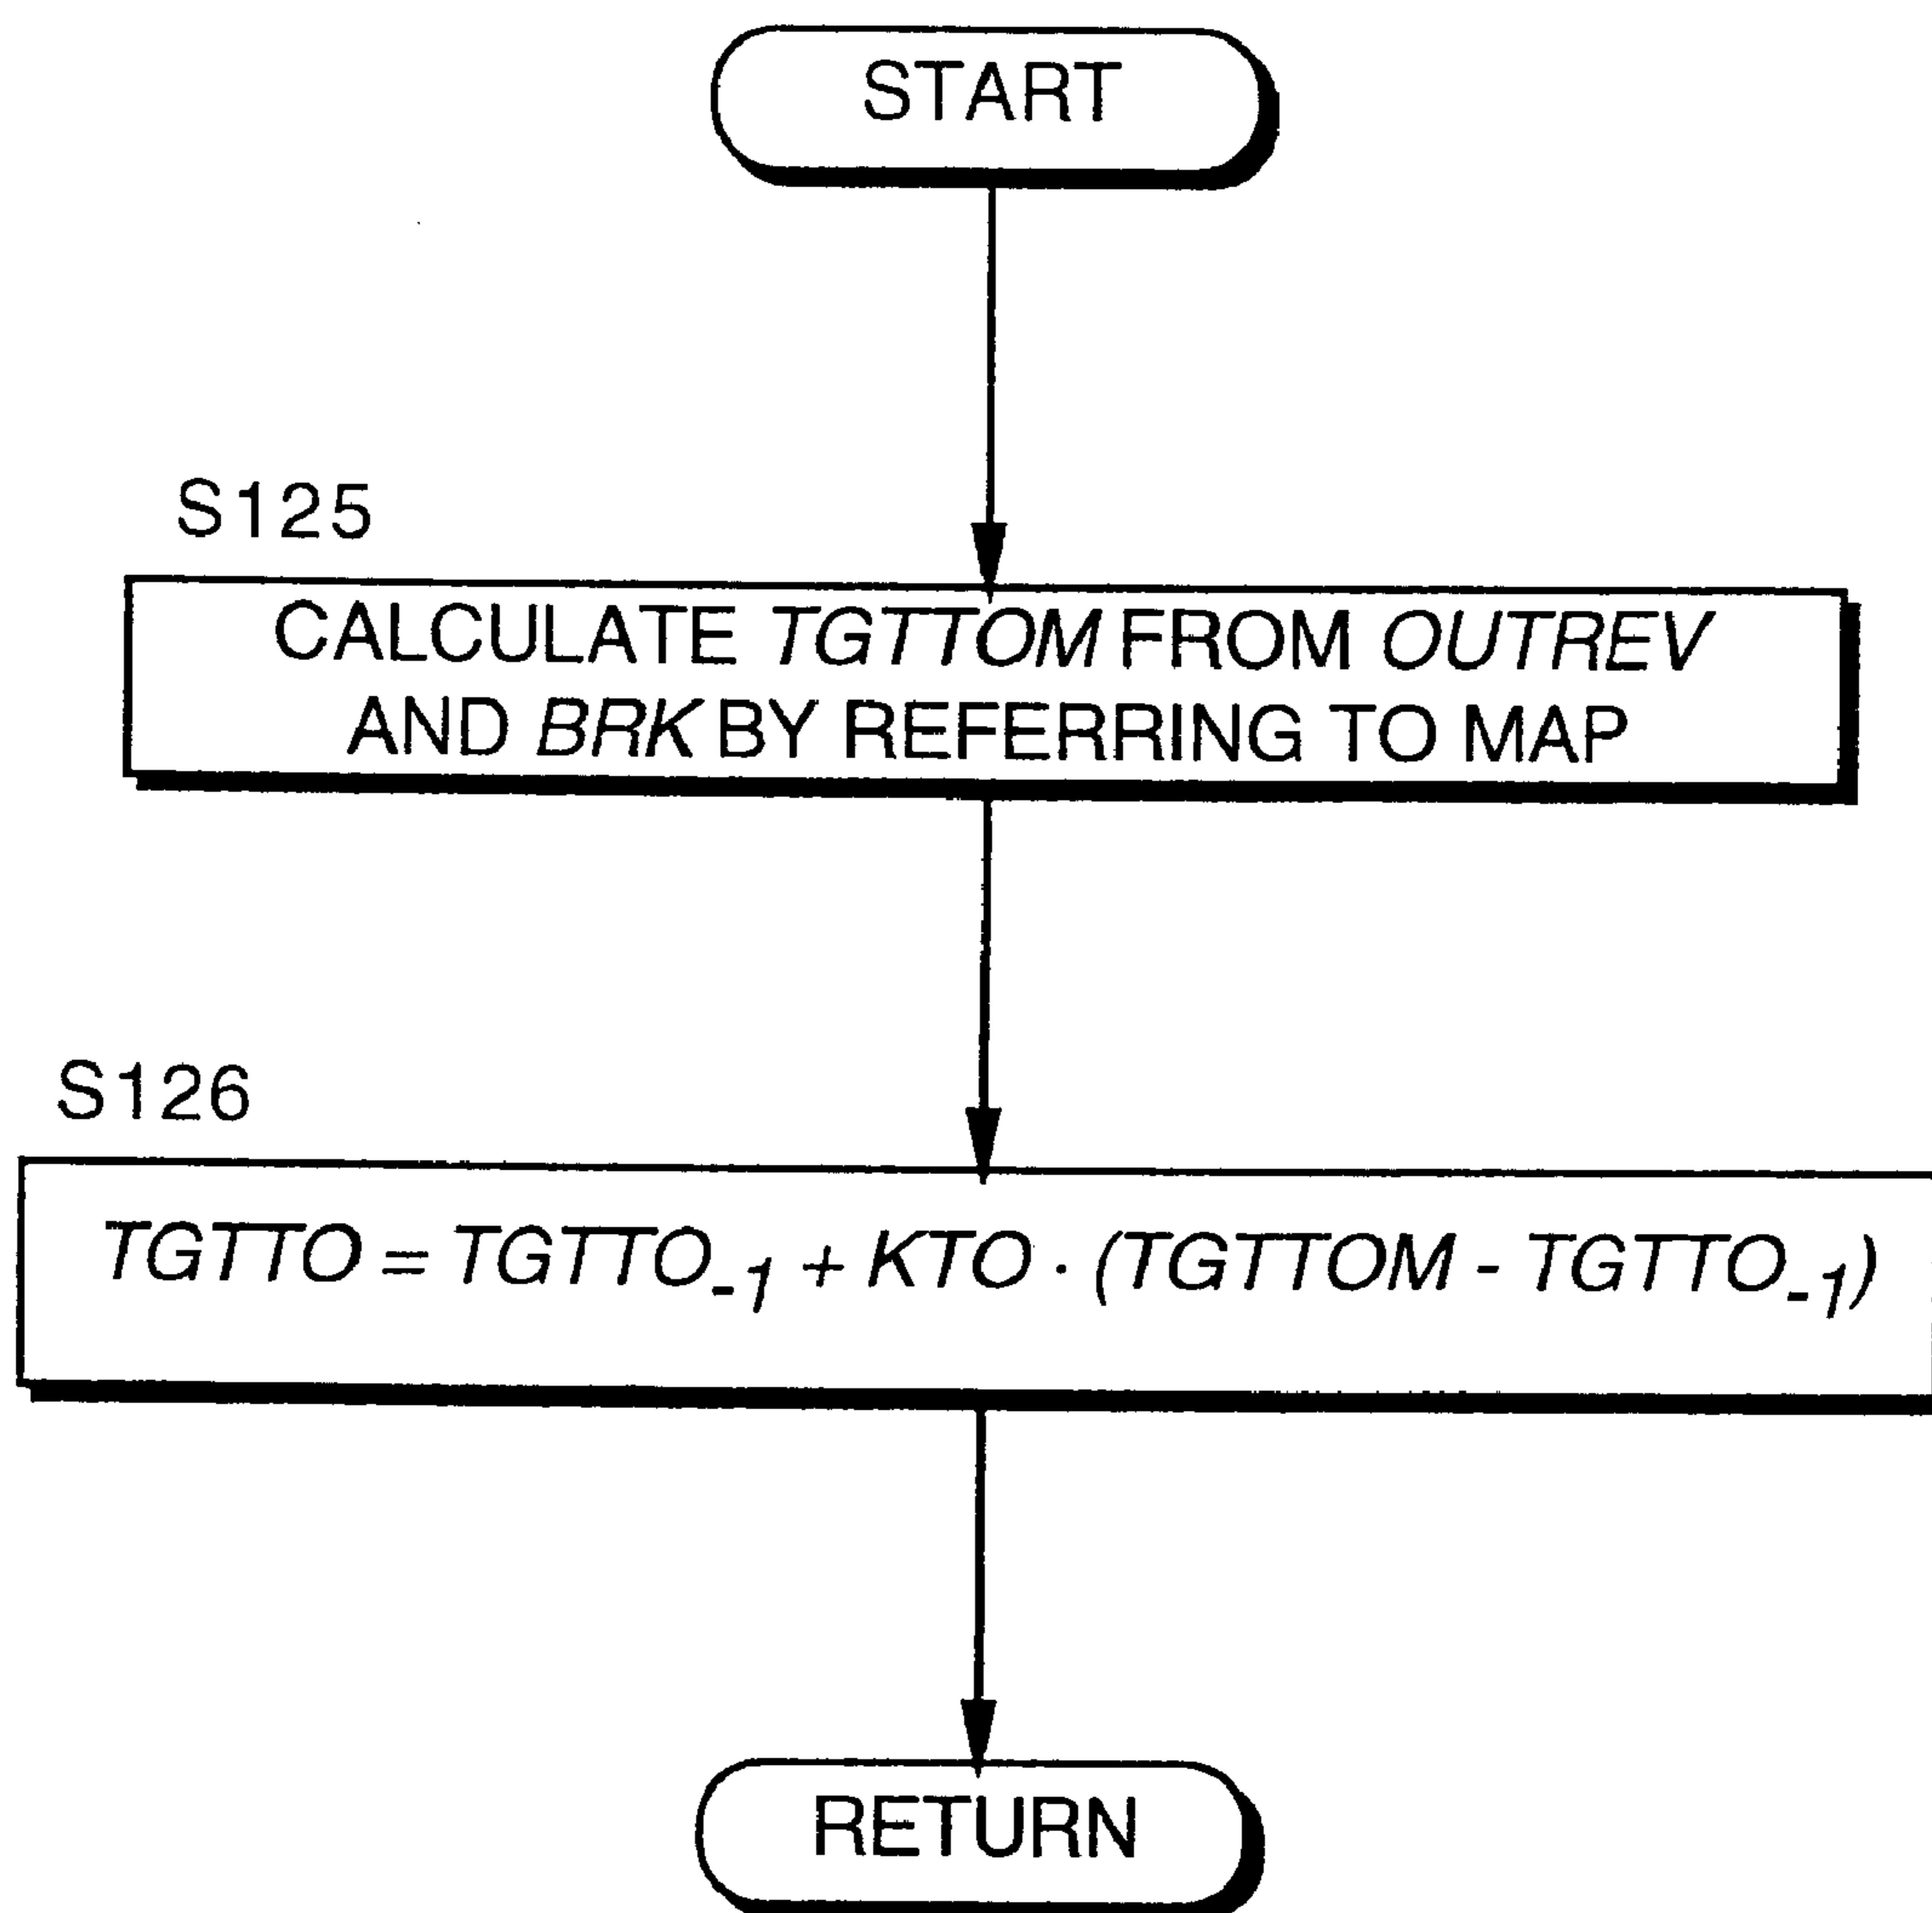 START
S125
CALCULATE TGTTOM FROM OUTREV
AND BRK BY REFERRING TO MAP
S126
TGTTO = TGTTO₋₁ + KTO · (TGTTOM - TGTTO₋₁)
RETURN